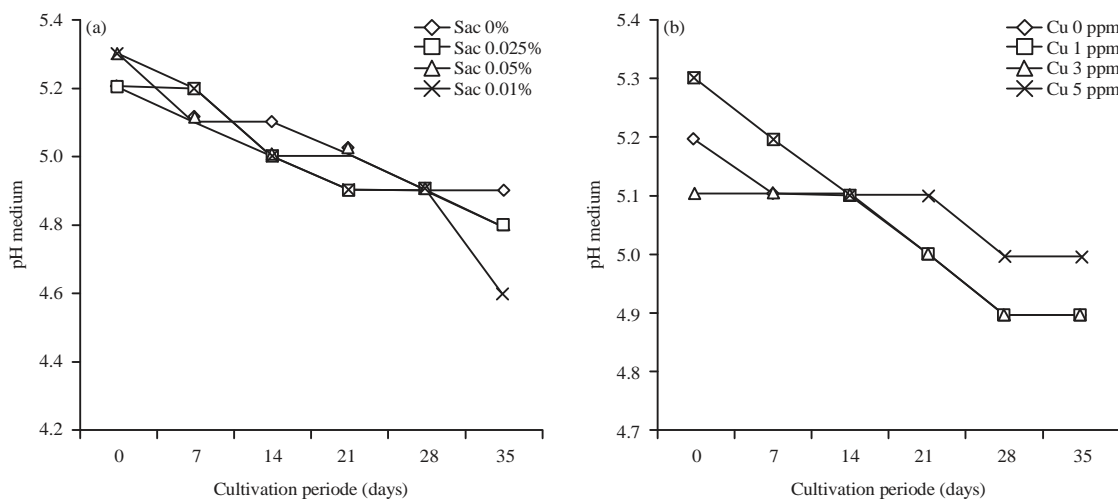 (a)
Sac 0%
Sac 0.025%
Sac 0.05%
Sac 0.01%
5.4
5.2
5.0
4.8
4.6
4.4
4.2
pH medium
0 7 14 21 28 35
Cultivation periode (days)
(b)
Cu 0 ppm
Cu 1 ppm
Cu 3 ppm
Cu 5 ppm
5.4
5.3
5.2
5.1
5.0
4.9
4.8
4.7
pH medium
0 7 14 21 28 35
Cultivation periode (days)